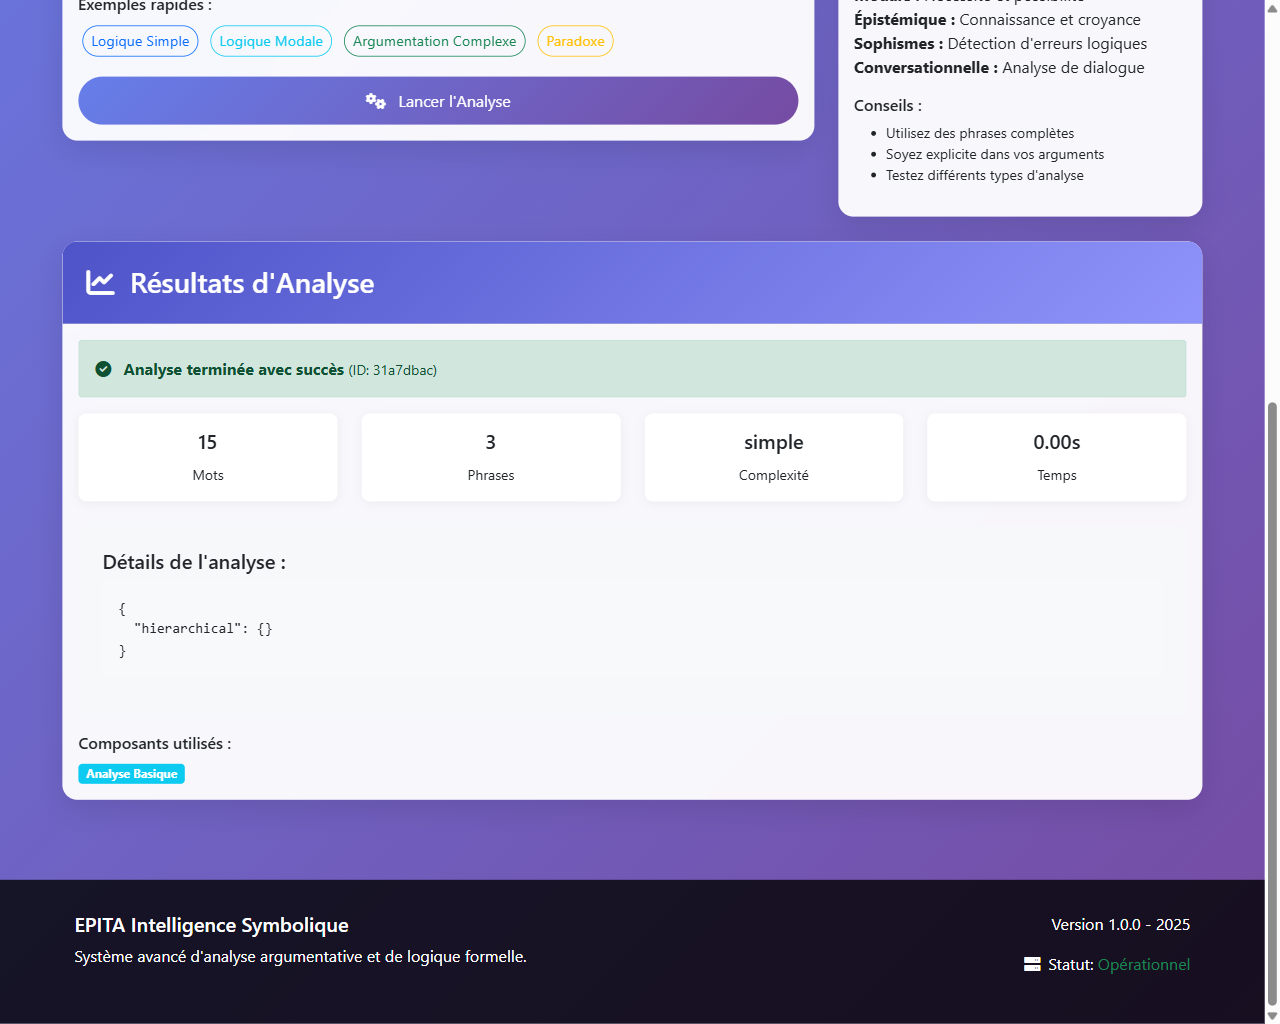 Exemples rapides :
Logique Simple
Logique Modale
Argumentation Complexe
Paradoxe
Lancer l'Analyse
Épistémique : Connaissance et croyance
Sophismes : Détection d'erreurs logiques
Conversationnelle : Analyse de dialogue
Conseils :
Utilisez des phrases complètes
Soyez explicite dans vos arguments
Testez différents types d'analyse
Résultats d'Analyse
Analyse terminée avec succès (ID: 31a7dbac)
15
Mots
3
Phrases
simple
Complexité
0.00s
Temps
Détails de l'analyse :
{
"hierarchical": {}
}
Composants utilisés :
Analyse Basique
EPITA Intelligence Symbolique
Système avancé d'analyse argumentative et de logique formelle.
Version 1.0.0 - 2025
Statut: Opérationnel